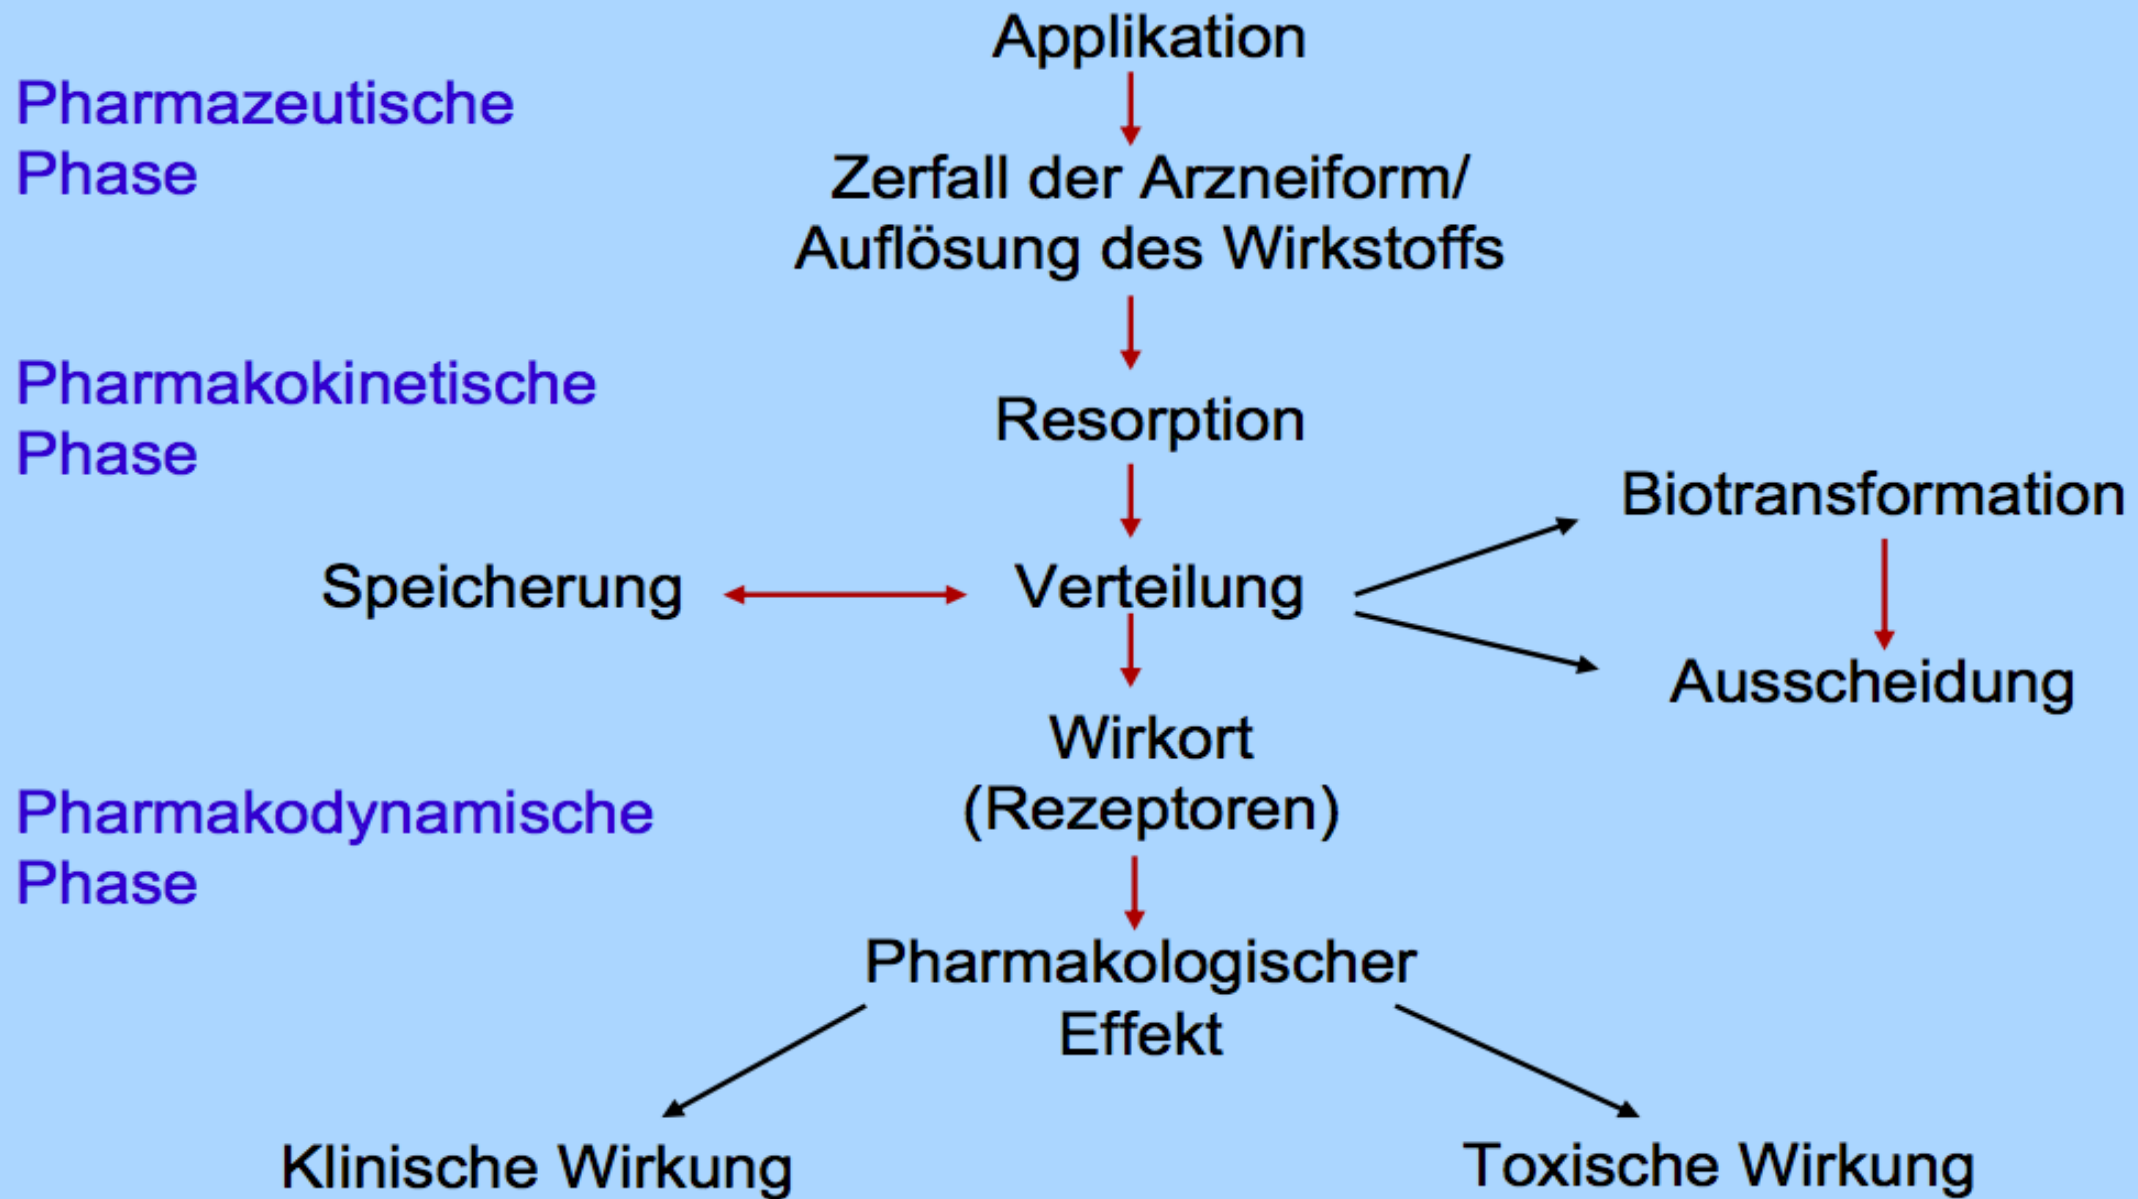 Applikation
Pharmazeutische
Phase
Zerfall der Arzneiform/
Auflösung des Wirkstoffs
Pharmakokinetische
Phase
Resorption
Biotransformation
Speicherung
Verteilung
Ausscheidung
Wirkort
(Rezeptoren)
Pharmakodynamische
Phase
Pharmakologischer
Effekt
Klinische Wirkung
Toxische Wirkung